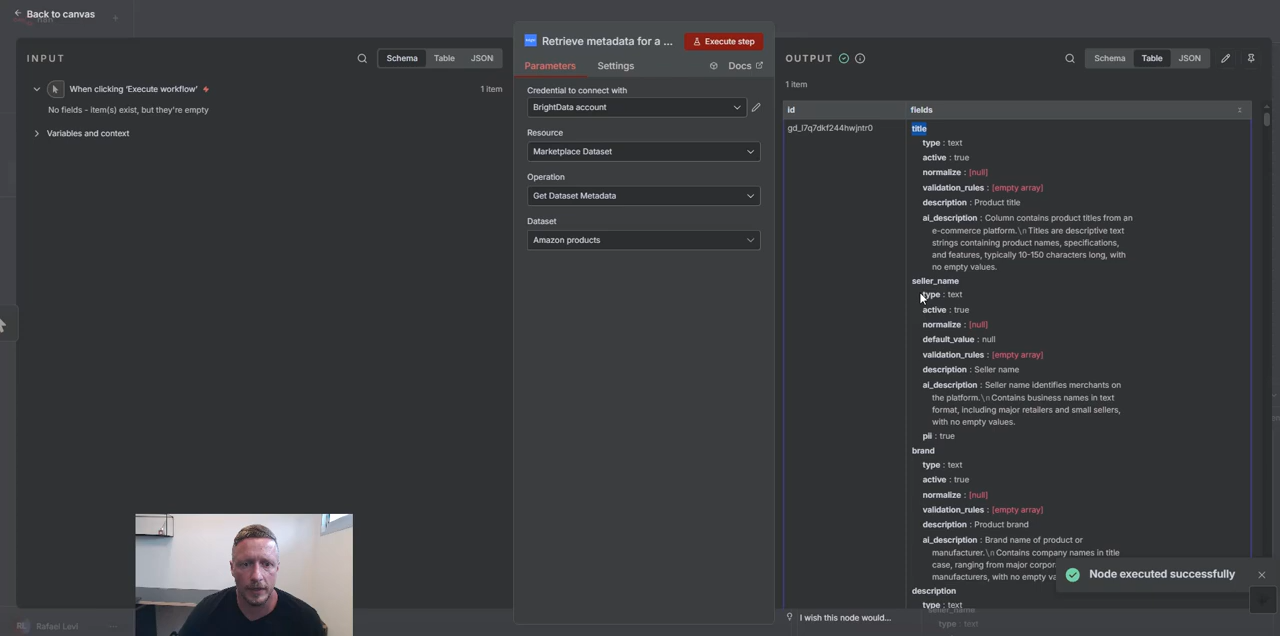 Back to canvas
INPUT
Schema
Table
JSON
When clicking 'Execute workflow'
1 item
No fields - item(s) exist, but they're empty
Variables and context
Retrieve metadata for a ...
Execute step
Parameters
Settings
Docs
Credential to connect with
BrightData account
Resource
Marketplace Dataset
Operation
Get Dataset Metadata
Dataset
Amazon products
OUTPUT
Schema
Table
JSON
1 item
id
fields
gd_l7q7dkf244hwjntr0
title
type : text
active : true
normalize : [null]
validation_rules : [empty array]
description : Product title
ai_description : Column contains product titles from an
e-commerce platform.\n Titles are descriptive text
strings containing product names, specifications,
and features, typically 10-150 characters long, with
no empty values.
seller_name
type : text
active : true
normalize : [null]
default_value : null
validation_rules : [empty array]
description : Seller name
ai_description : Seller name identifies merchants on
the platform.\n Contains business names in text
format, including major retailers and small sellers,
with no empty values.
pii : true
brand
type : text
active : true
normalize : [null]
validation_rules : [empty array]
description : Product brand
ai_description : Brand name of product or
manufacturer.\n Contains company names in title
case, ranging from major
manufacturers, with no empty
description
type : text
Node executed successfully
I wish this node would...
seller_name
type : text
Rafael Levi